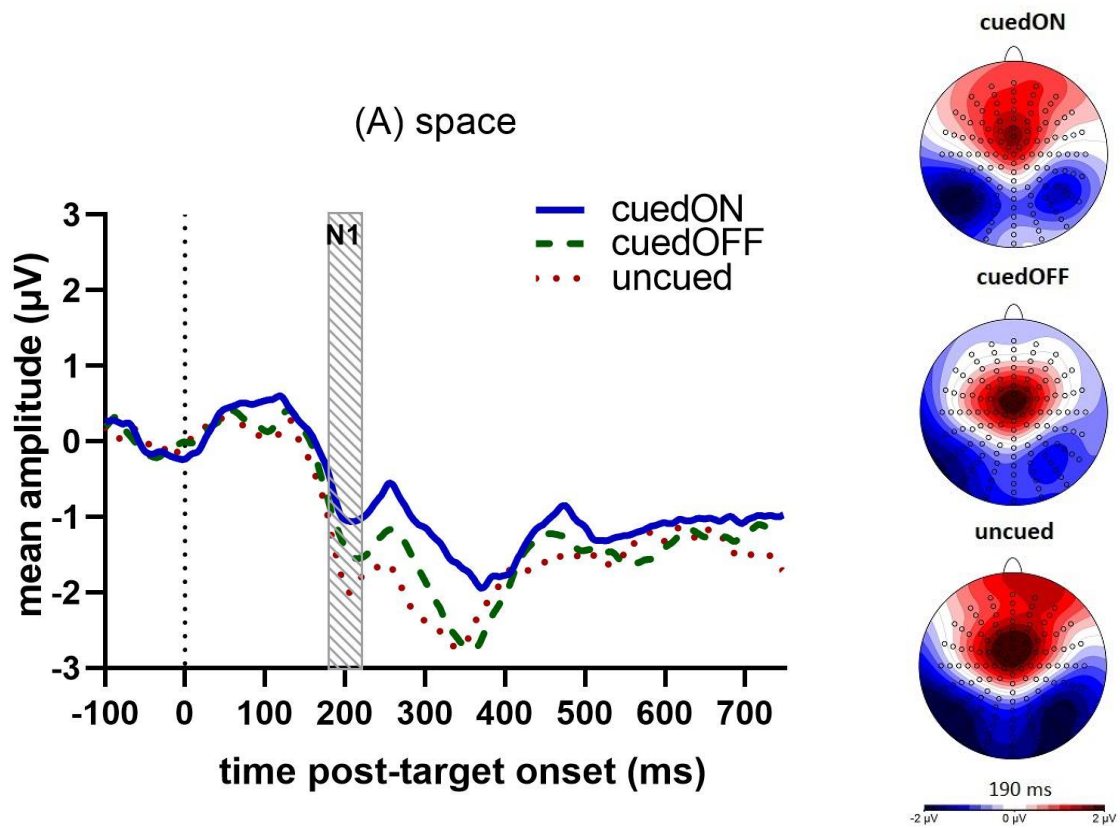 (A) space
cuedON
cuedOFF
uncued
N1
3
2
1
0
-1
-2
-3
mean amplitude (µV)
-100 0 100 200 300 400 500 600 700
time post-target onset (ms)
cuedON
cuedOFF
uncued
190 ms
-2 µV 0 µV 2 µV